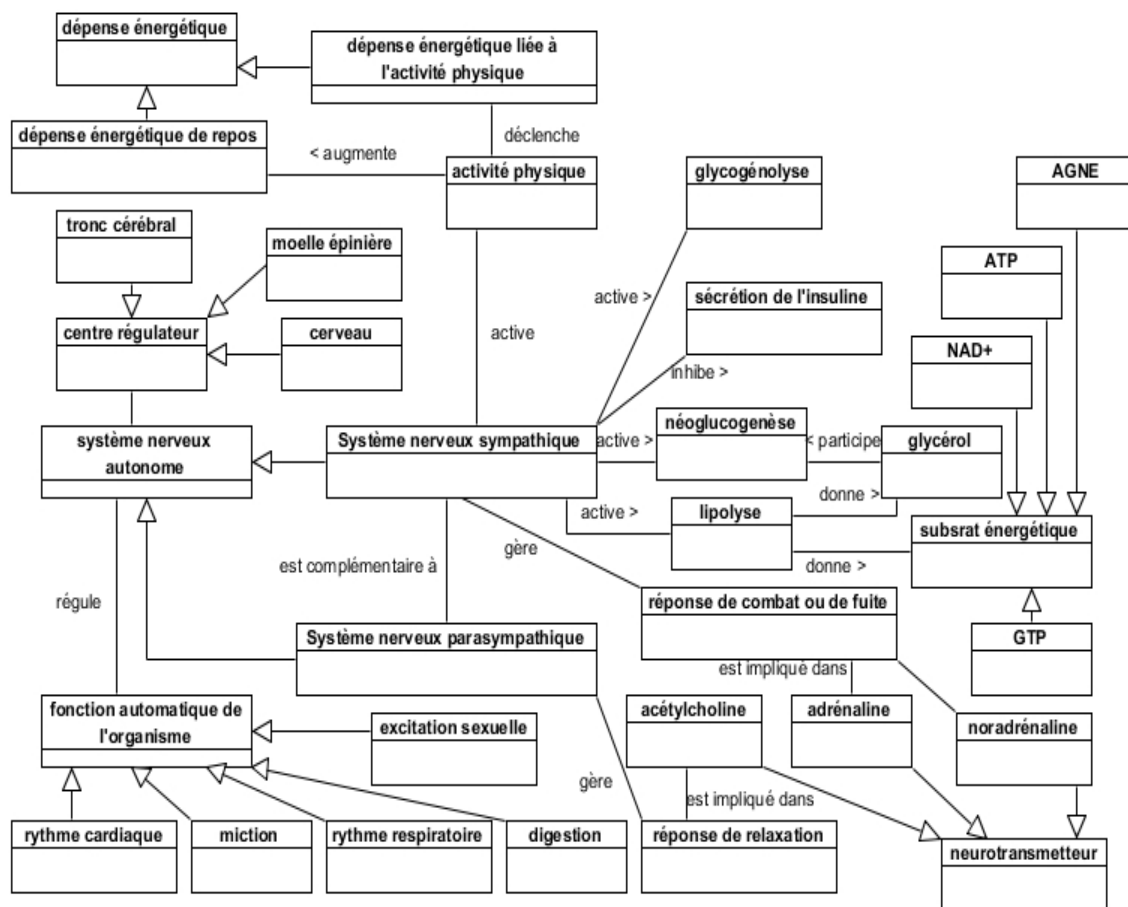 dépense énergétique
dépense énergétique liée à
l'activité physique
dépense énergétique de repos
déclenche
< augmente
activité physique
glycogénolyse
AGNE
tronc cérébral
moelle épinière
ATP
active >
sécrétion de l'insuline
centre régulateur
cerveau
active
NAD+
inhibe >
système nerveux
autonome
Système nerveux sympathique
active >
néoglucogenèse
< participe
glycérol
donne >
active >
lipolyse
subsrat énergétique
gère
est complémentaire à
donne >
régule
réponse de combat ou de fuite
Système nerveux parasympathique
GTP
est impliqué dans
fonction automatique de
l'organisme
excitation sexuelle
acétylcholine
adrénaline
noradrénaline
gère
est impliqué dans
rythme cardiaque
miction
rythme respiratoire
digestion
réponse de relaxation
neurotransmetteur